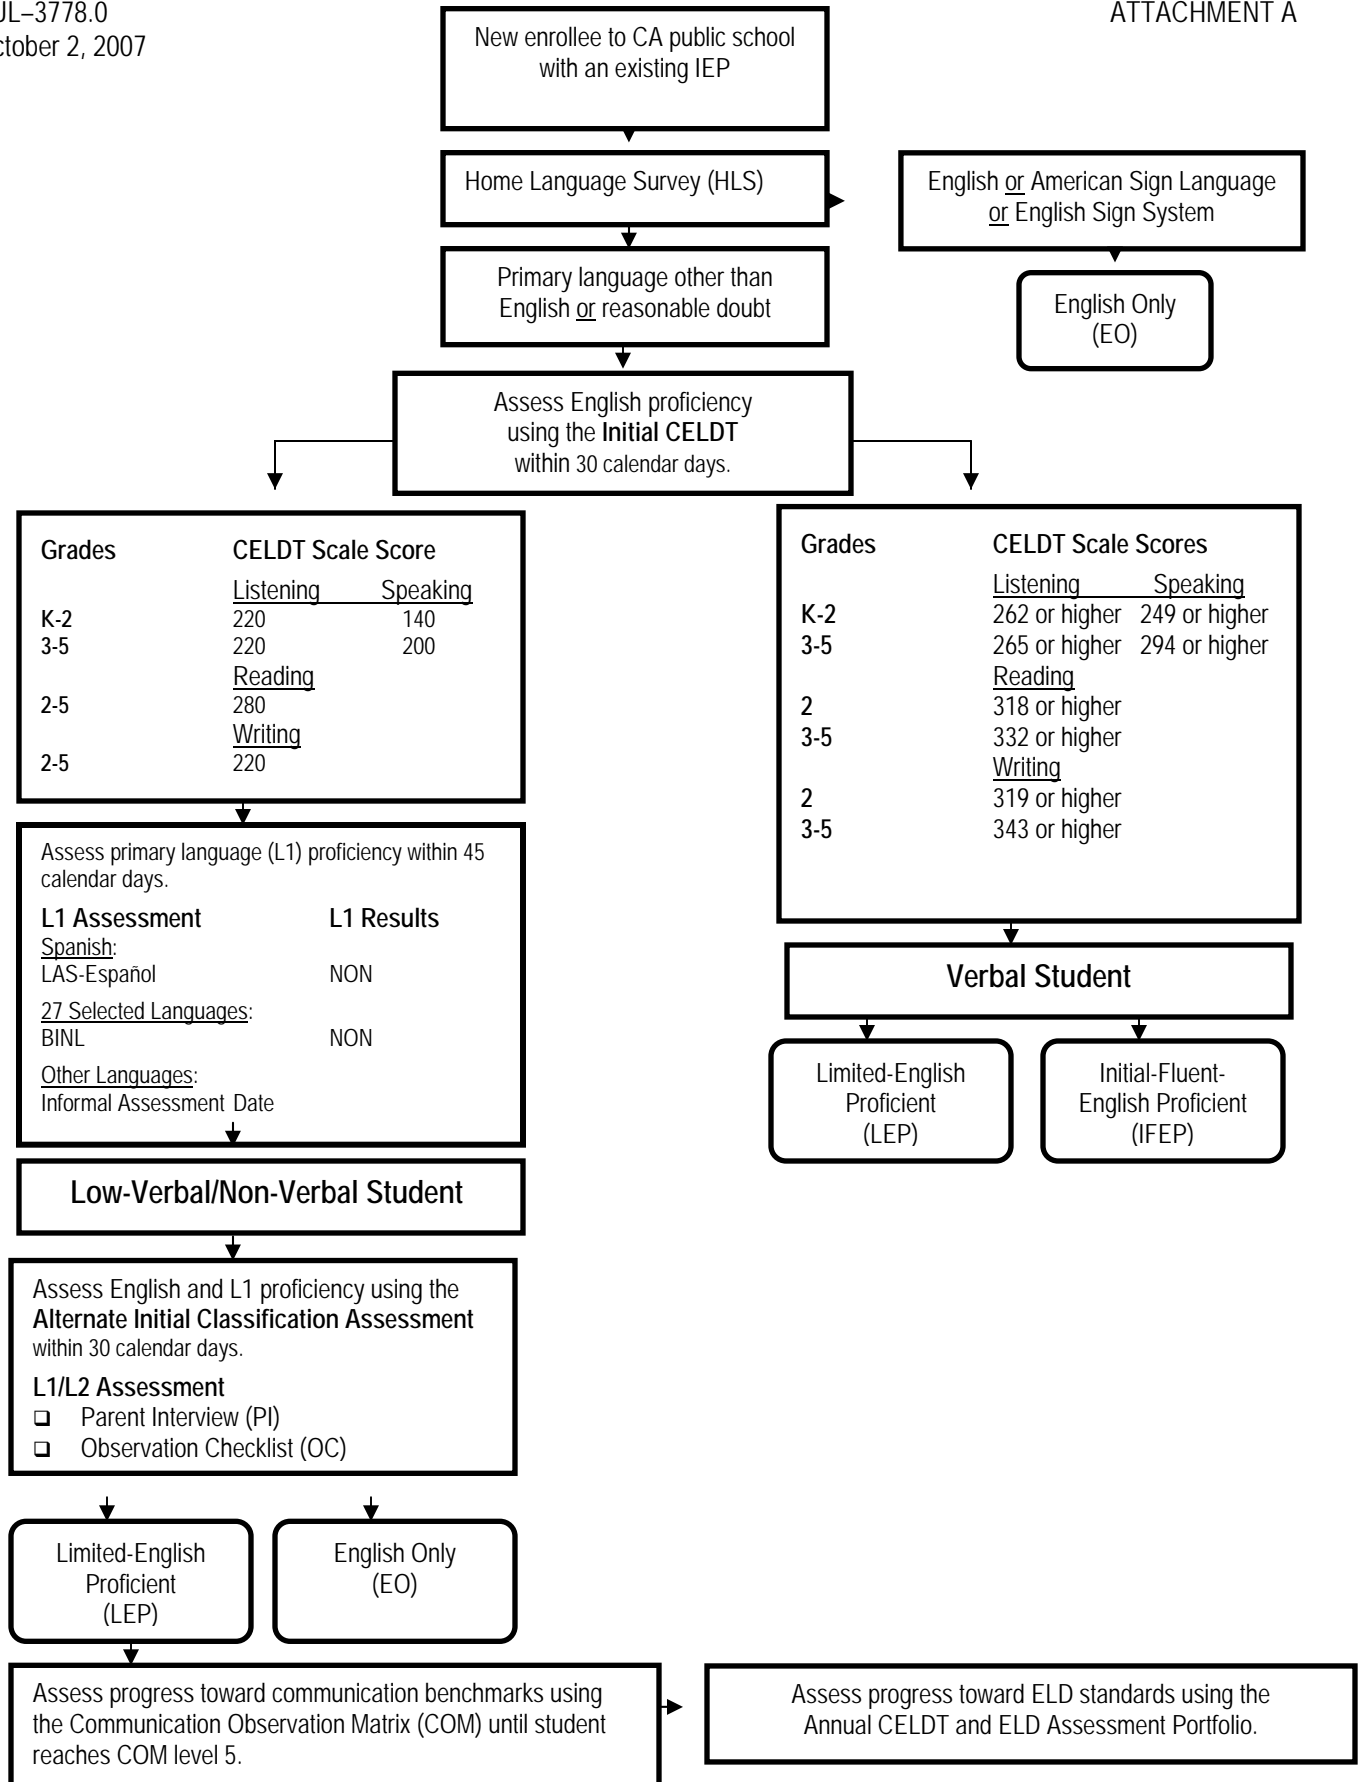 JL–3778.0
ctober 2, 2007
ATTACHMENT A
New enrollee to CA public school
with an existing IEP
Home Language Survey (HLS)
English or American Sign Language
or English Sign System
Primary language other than
English or reasonable doubt
English Only
(EO)
Assess English proficiency
using the Initial CELDT
within 30 calendar days.
Grades CELDT Scale Score
Listening Speaking
K-2 220 140
3-5 220 200
Reading
2-5 280
Writing
2-5 220
Grades CELDT Scale Scores
Listening Speaking
K-2 262 or higher 249 or higher
3-5 265 or higher 294 or higher
Reading
2 318 or higher
3-5 332 or higher
Writing
2 319 or higher
3-5 343 or higher
Assess primary language (L1) proficiency within 45
calendar days.
L1 Assessment L1 Results
Spanish:
LAS-Español NON
27 Selected Languages:
BINL NON
Other Languages:
Informal Assessment Date
Verbal Student
Limited-English
Proficient
(LEP)
Initial-Fluent-
English Proficient
(IFEP)
Low-Verbal/Non-Verbal Student
Assess English and L1 proficiency using the
Alternate Initial Classification Assessment
within 30 calendar days.
L1/L2 Assessment
❑ Parent Interview (PI)
❑ Observation Checklist (OC)
Limited-English
Proficient
(LEP)
English Only
(EO)
Assess progress toward communication benchmarks using
the Communication Observation Matrix (COM) until student
reaches COM level 5.
Assess progress toward ELD standards using the
Annual CELDT and ELD Assessment Portfolio.